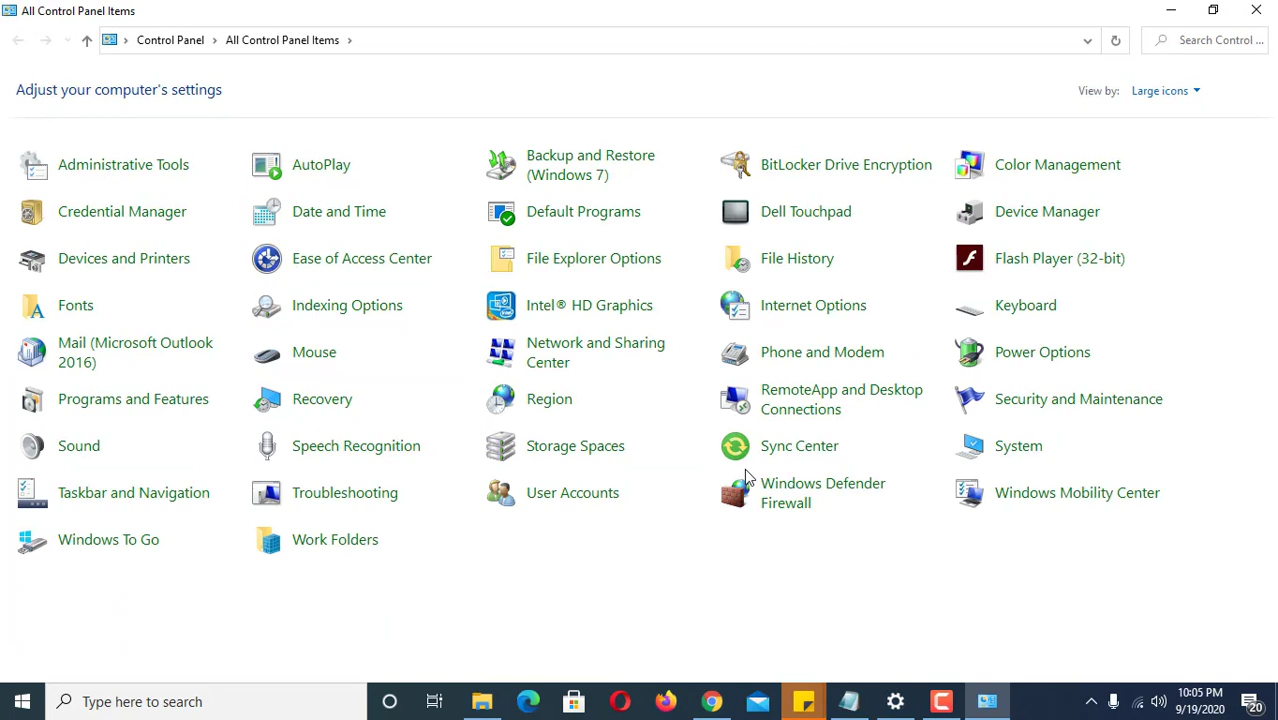 All Control Panel Items
Control Panel > All Control Panel Items >
Search Control ...
Adjust your computer's settings
View by: Large icons
Administrative Tools
AutoPlay
Backup and Restore
(Windows 7)
BitLocker Drive Encryption
Color Management
Credential Manager
Date and Time
Default Programs
Dell Touchpad
Device Manager
Devices and Printers
Ease of Access Center
File Explorer Options
File History
Flash Player (32-bit)
Fonts
Indexing Options
Intel® HD Graphics
Internet Options
Keyboard
Mail (Microsoft Outlook
2016)
Mouse
Network and Sharing
Center
Phone and Modem
Power Options
Programs and Features
Recovery
Region
RemoteApp and Desktop
Connections
Security and Maintenance
Sound
Speech Recognition
Storage Spaces
Sync Center
System
Taskbar and Navigation
Troubleshooting
User Accounts
Windows Defender
Firewall
Windows Mobility Center
Windows To Go
Work Folders
Type here to search
10:05 PM
9/19/2020
20